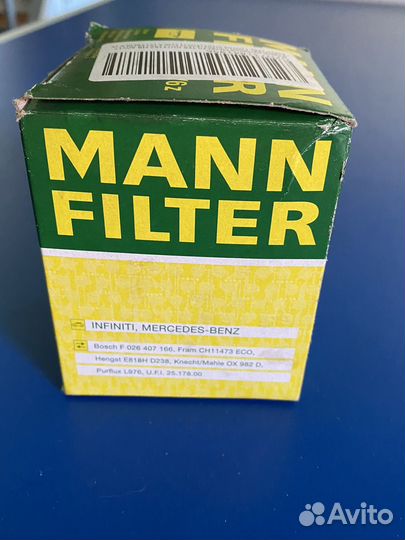 MANN
FILTER
INFINITI, MERCEDES-BENZ
Bosch F 026 407 166, Fram CH11473 ECO,
Hengst E818H D238, Knecht/Mahle OX 982 D,
Purflux L976, U.F.I. 25.178.00
Avito